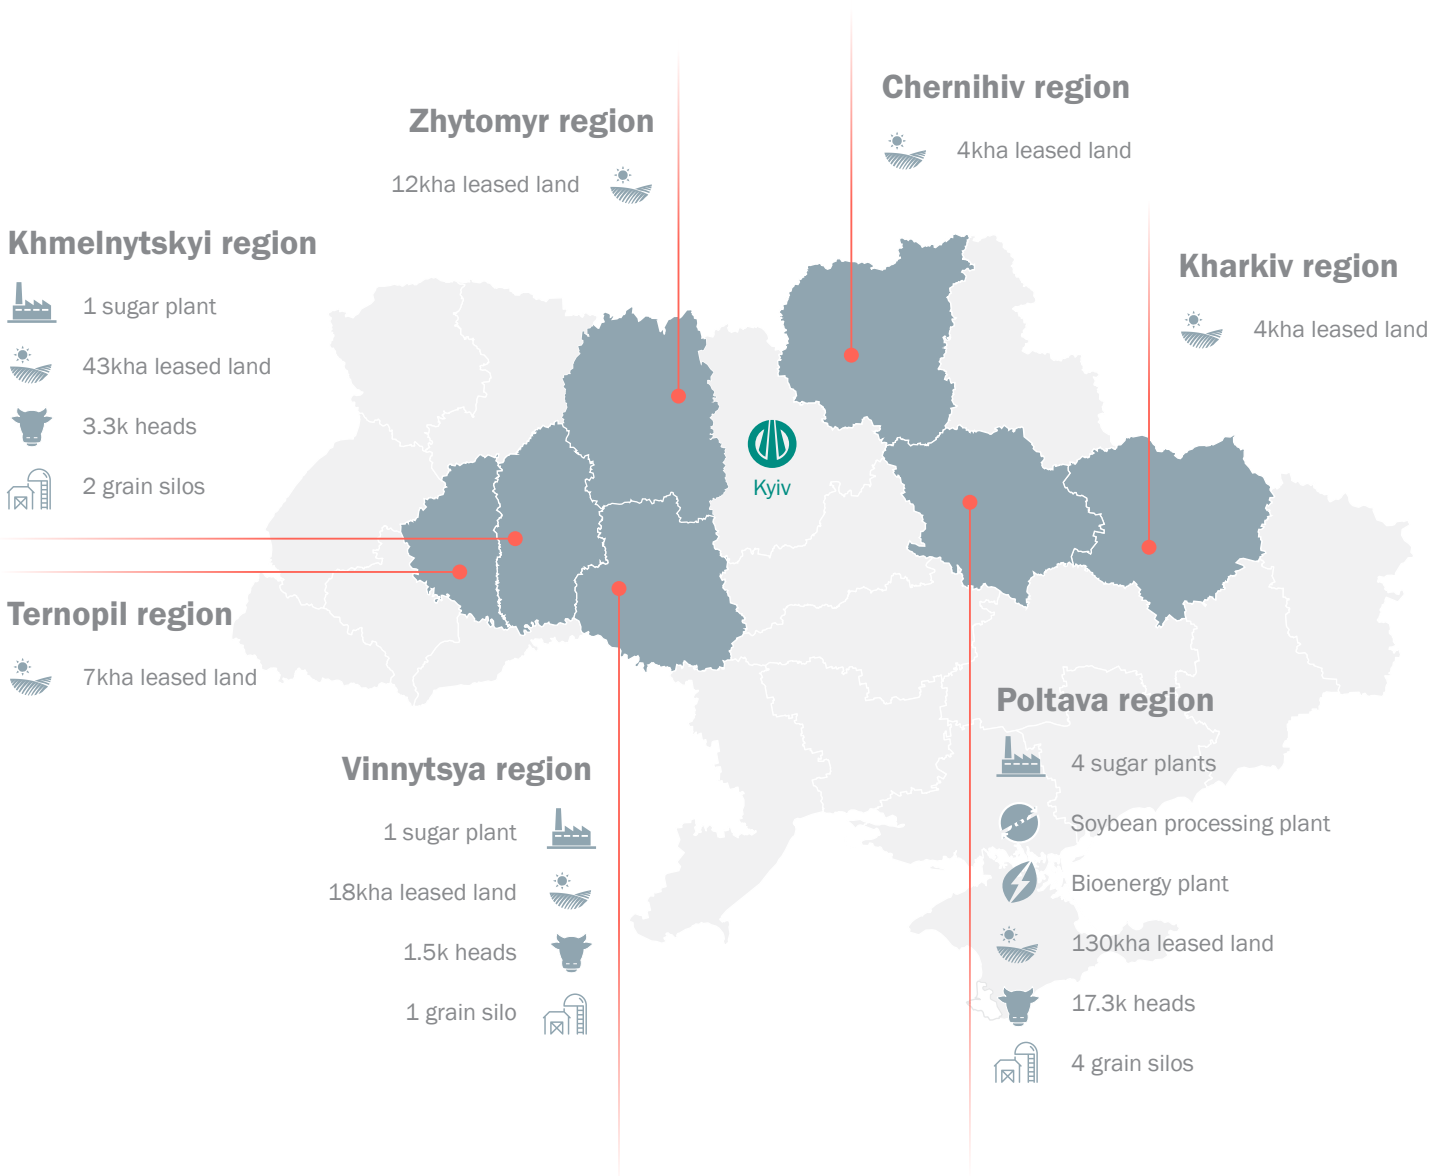 Chernihiv region
4kha leased land
Zhytomyr region
12kha leased land
Khmelnytskyi region
1 sugar plant
43kha leased land
3.3k heads
2 grain silos
Kharkiv region
4kha leased land
Kyiv
Ternopil region
7kha leased land
Vinnytsya region
1 sugar plant
18kha leased land
1.5k heads
1 grain silo
Poltava region
4 sugar plants
Soybean processing plant
Bioenergy plant
130kha leased land
17.3k heads
4 grain silos